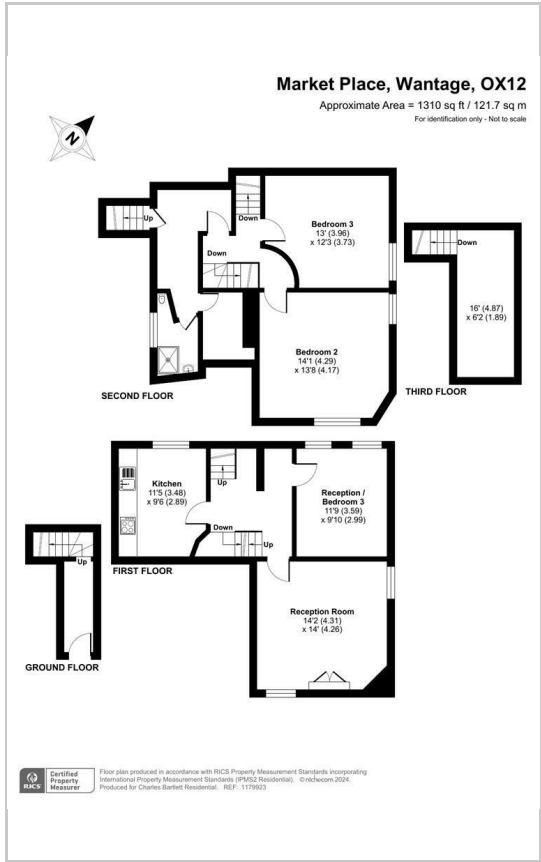 Market Place, Wantage, OX12
Approximate Area = 1310 sq ft / 121.7 sq m
For identification only - Not to scale
N
Up
Down
Down
Bedroom 3
13' (3.96)
x 12'3 (3.73)
Bedroom 2
14'1 (4.29)
x 13'8 (4.17)
SECOND FLOOR
Down
16' (4.87)
x 6'2 (1.89)
THIRD FLOOR
Kitchen
11'5 (3.48)
x 9'6 (2.89)
Up
Down
Up
Reception /
Bedroom 3
11'9 (3.59)
x 9'10 (2.99)
FIRST FLOOR
Reception Room
14'2 (4.31)
x 14' (4.26)
Up
GROUND FLOOR
RICS
Certified
Property
Measurer
Floor plan produced in accordance with RICS Property Measurement Standards incorporating
International Property Measurement Standards (IPMS2 Residential). ©ntchecom 2024.
Produced for Charles Bartlett Residential. REF: 1179923